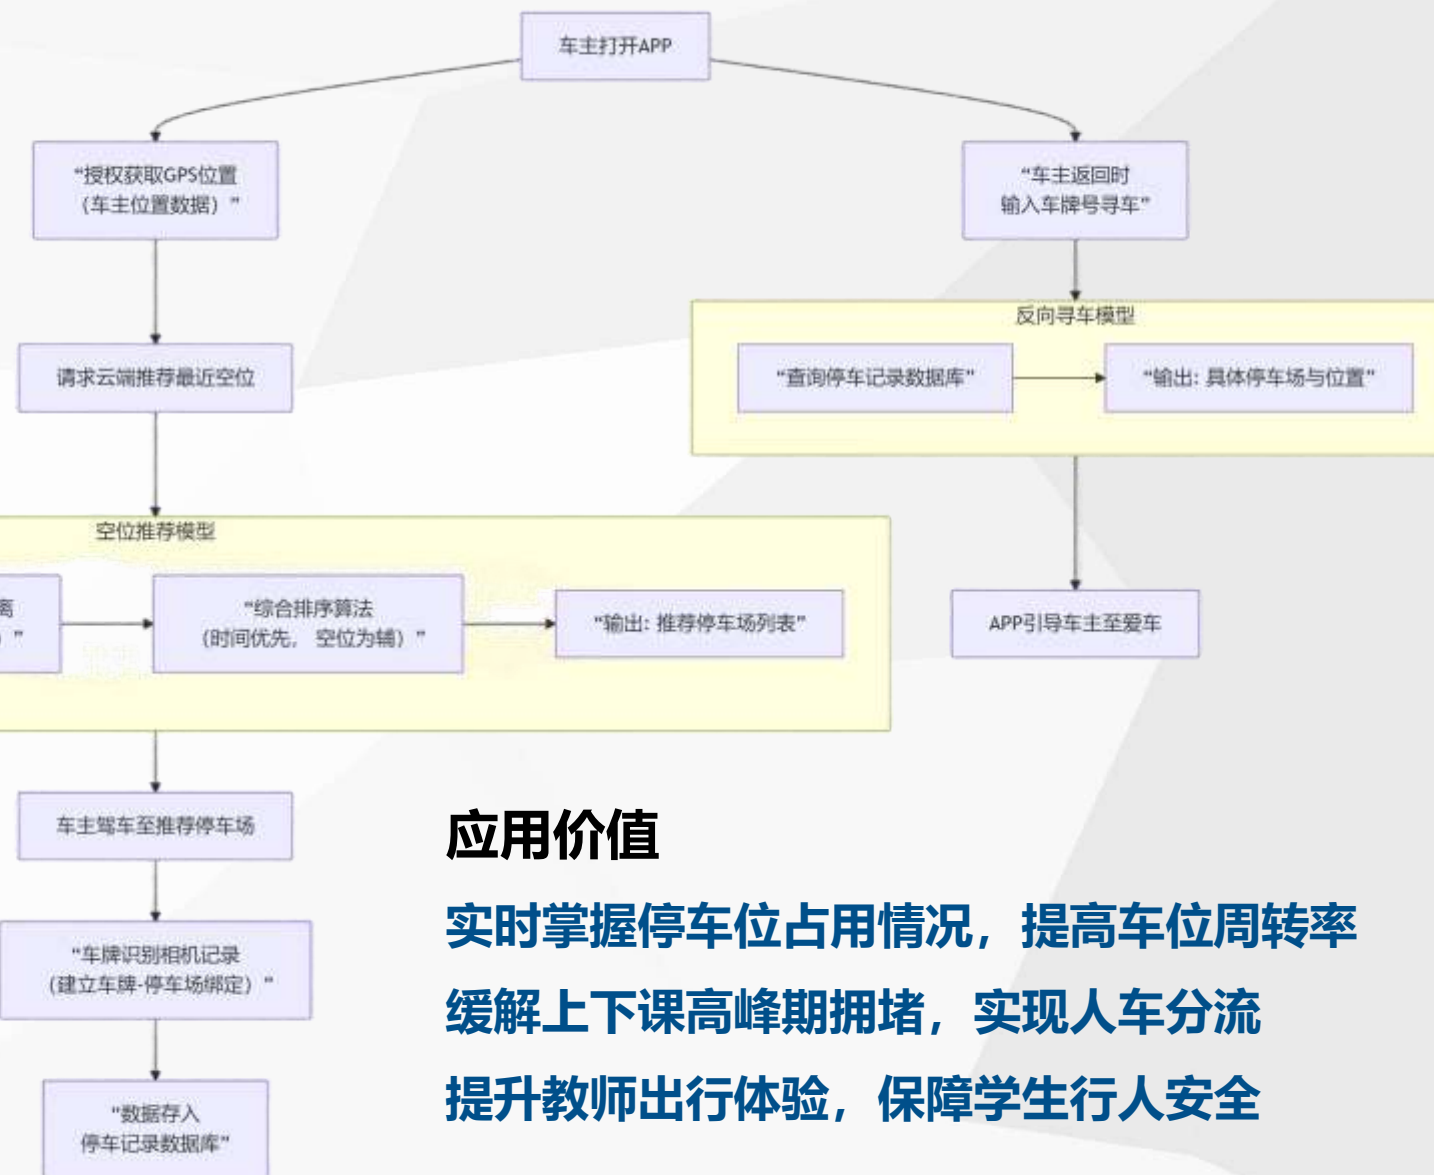 车主打开APP
“授权获取GPS位置
（车主位置数据）”
“车主返回时
输入车牌号寻车”
反向寻车模型
请求云端推荐最近空位
“查询停车记录数据库”
“输出: 具体停车场与位置”
空位推荐模型
离
）”
“综合排序算法
（时间优先， 空位为辅）”
“输出: 推荐停车场列表”
APP引导车主至爱车
车主驾车至推荐停车场
“车牌识别相机记录
（建立车牌-停车场绑定）”
“数据存入
停车记录数据库”
应用价值
实时掌握停车位占用情况，提高车位周转率
缓解上下课高峰期拥堵，实现人车分流
提升教师出行体验，保障学生行人安全